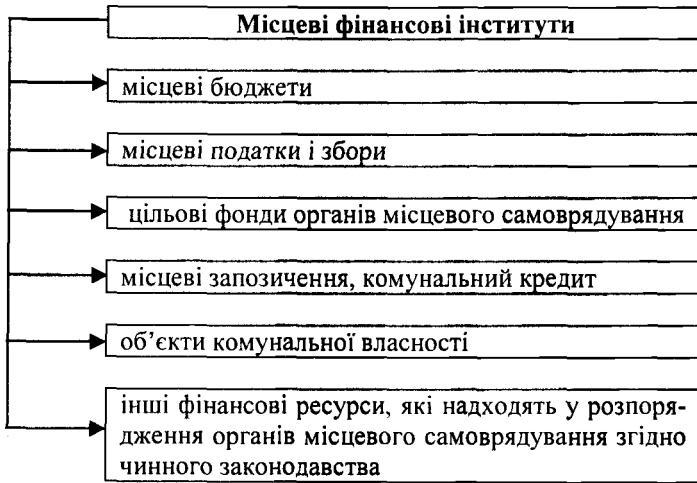 Місцеві фінансові інститути
місцеві бюджети
місцеві податки і збори
цільові фонди органів місцевого самоврядування
місцеві запозичення, комунальний кредит
об’єкти комунальної власності
інші фінансові ресурси, які надходять у розпоря-
дження органів місцевого самоврядування згідно
чинного законодавства